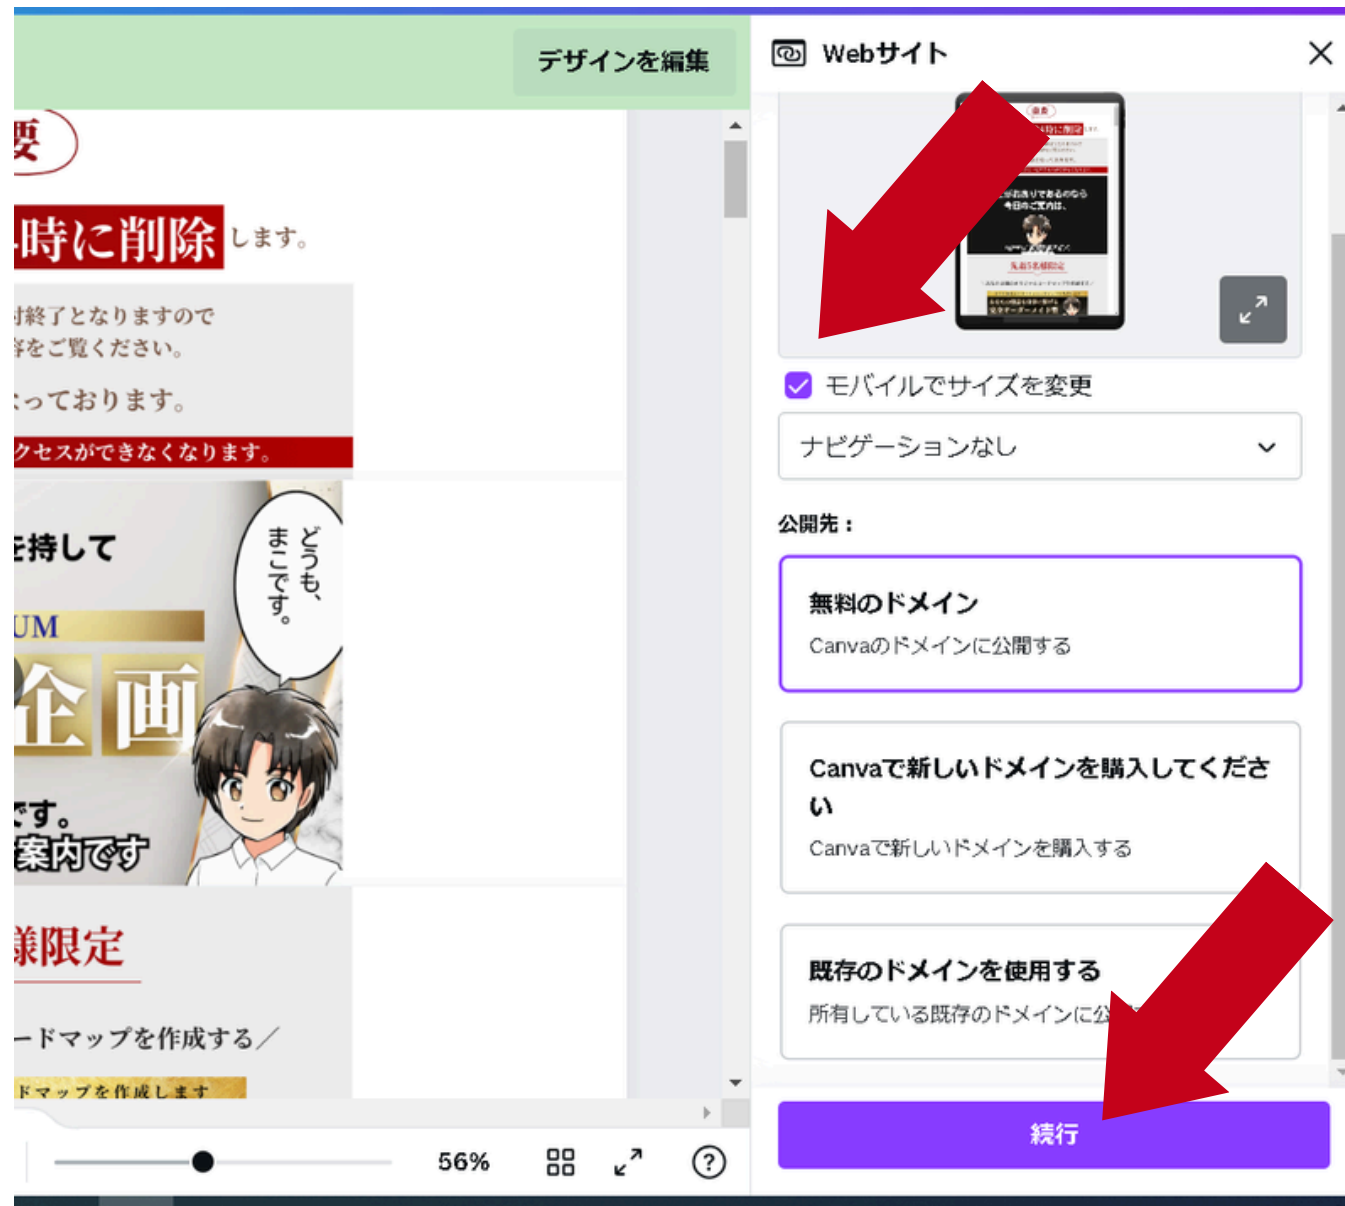 デザインを編集
Webサイト
要
時に削除 します。
付終了となりますので
容をご覧ください。
なっております。
クセスができなくなります。
を持して
どうも、
まこです。
UM
企画
です。
案内です
様限定
ードマップを作成する／
ドマップを作成します
56%
?
重要
先着5名様限定
モバイルでサイズを変更
ナビゲーションなし
公開先：
無料のドメイン
Canvaのドメインに公開する
Canvaで新しいドメインを購入してくださ
い
Canvaで新しいドメインを購入する
既存のドメインを使用する
所有している既存のドメインに公
続行